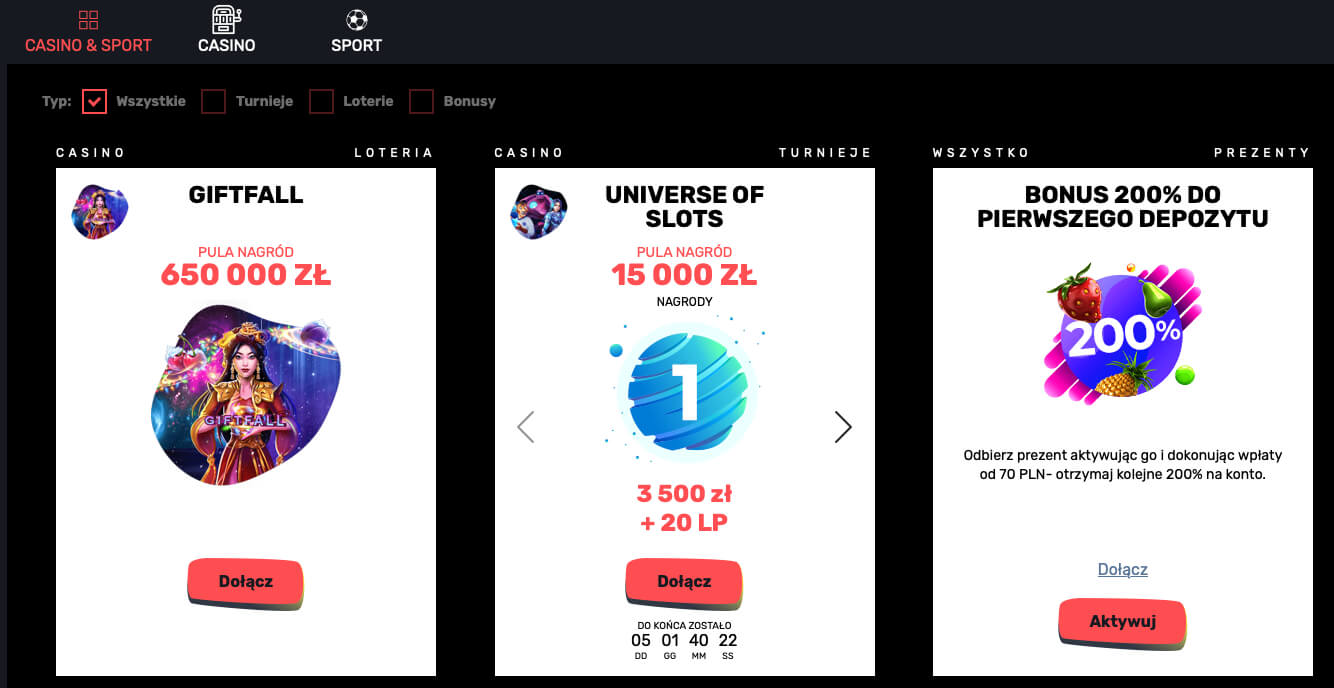 CASINO & SPORT
CASINO
SPORT
Typ: Wszystkie Turnieje Loterie Bonusy
CASINO LOTERIA
GIFTFALL
PULA NAGRÓD
650 000 ZŁ
GIFTFALL
Dołącz
CASINO TURNIEJE
UNIVERSE OF
SLOTS
PULA NAGRÓD
15 000 ZŁ
NAGRODY
1
3 500 zł
+ 20 LP
Dołącz
DO KOŃCA ZOSTAŁO
05 01 40 22
DD GG MM SS
WSZYSTKO PREZENTY
BONUS 200% DO
PIERWSZEGO DEPOZYTU
200%
Odbierz prezent aktywując go i dokonując wpłaty
od 70 PLN- otrzymaj kolejne 200% na konto.
Dołącz
Aktywuj